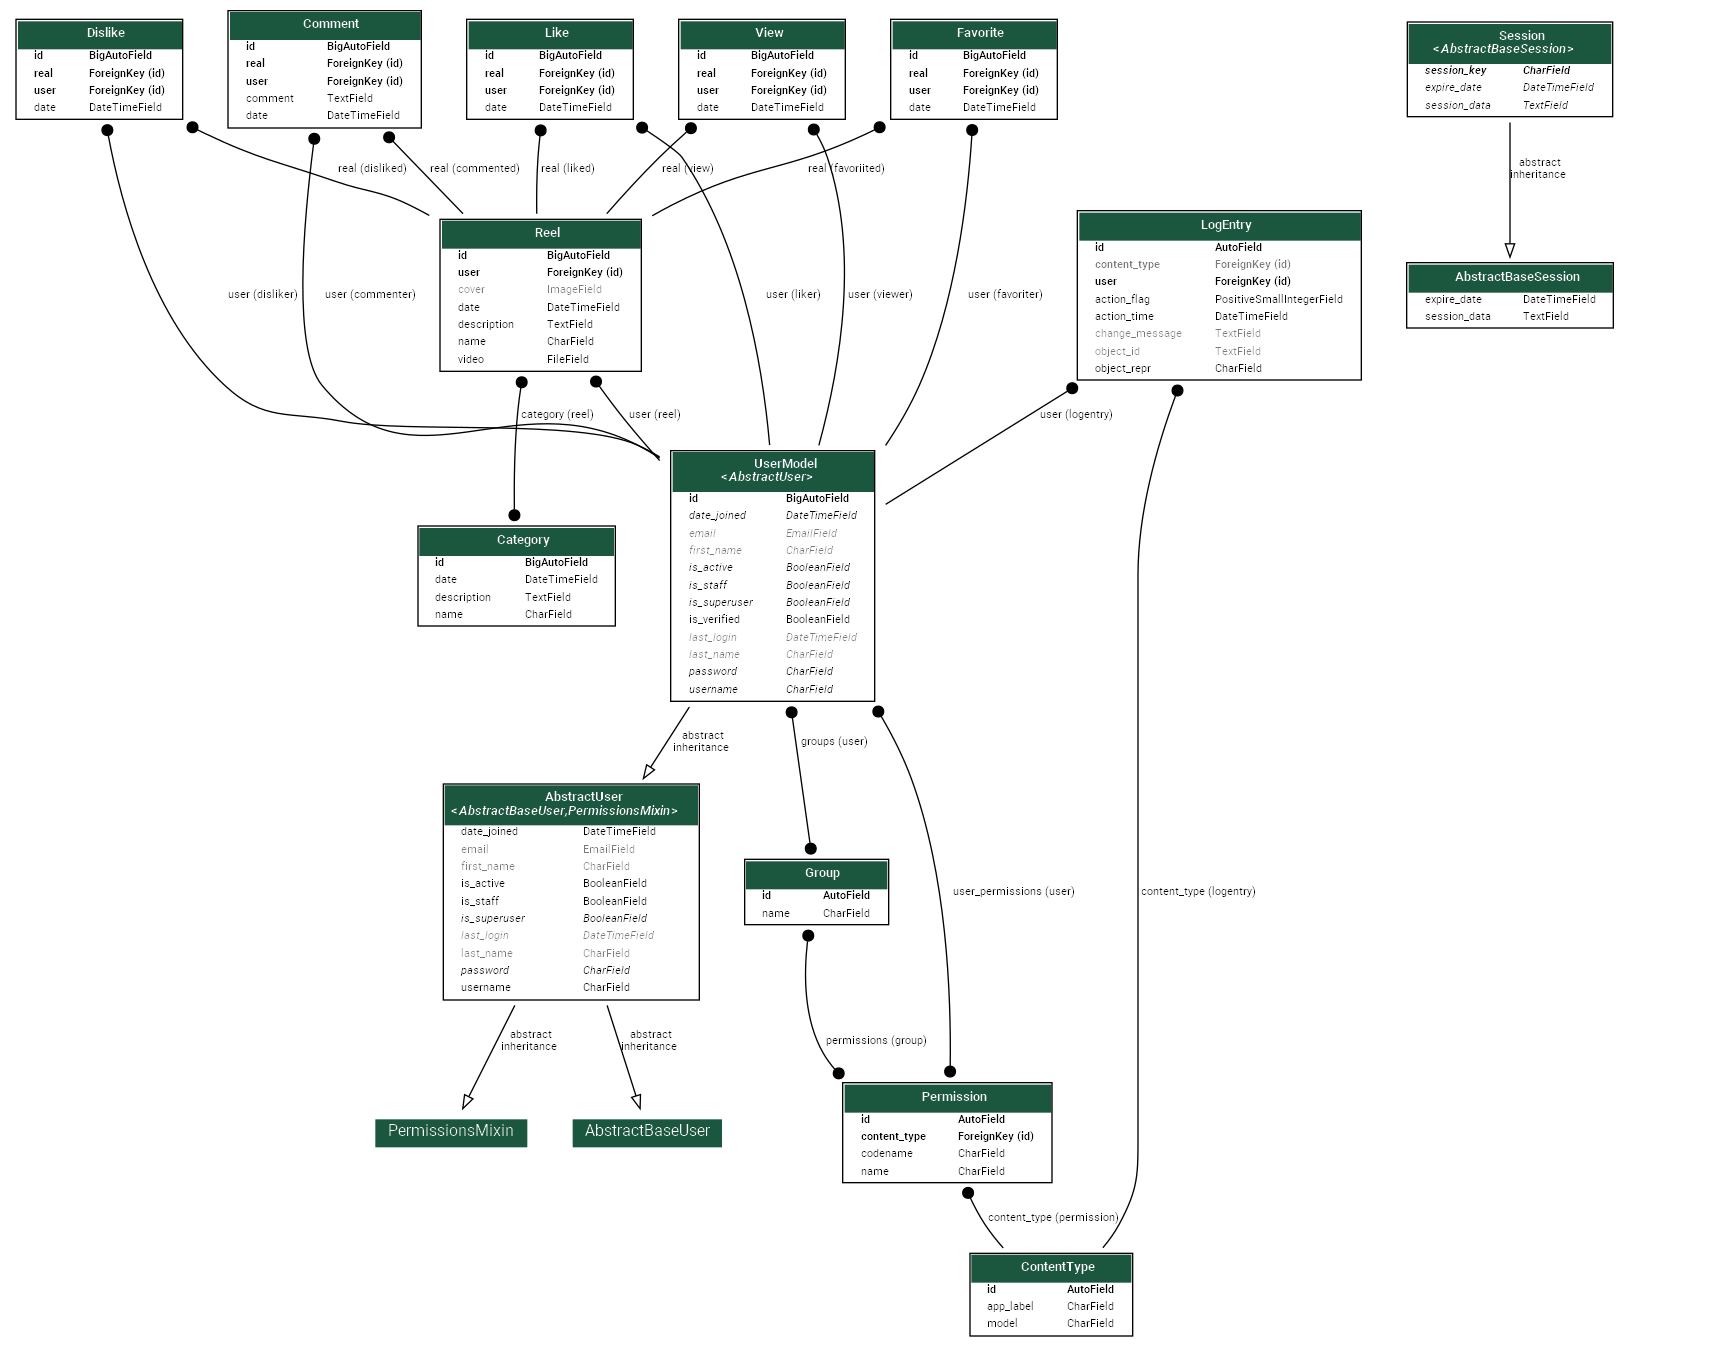 Dislike
id BigAutoField
real ForeignKey (id)
user ForeignKey (id)
date DateTimeField
Comment
id BigAutoField
real ForeignKey (id)
user ForeignKey (id)
comment TextField
date DateTimeField
Like
id BigAutoField
real ForeignKey (id)
user ForeignKey (id)
date DateTimeField
View
id BigAutoField
real ForeignKey (id)
user ForeignKey (id)
date DateTimeField
Favorite
id BigAutoField
real ForeignKey (id)
user ForeignKey (id)
date DateTimeField
Session
<AbstractBaseSession>
session_key CharField
expire_date DateTimeField
session_data TextField
real (disliked)
real (commented)
real (liked)
real (view)
real (favoriited)
abstract
inheritance
Reel
id BigAutoField
user ForeignKey (id)
cover ImageField
date DateTimeField
description TextField
name CharField
video FileField
LogEntry
id AutoField
content_type ForeignKey (id)
user ForeignKey (id)
action_flag PositiveSmallIntegerField
action_time DateTimeField
change_message TextField
object_id TextField
object_repr CharField
AbstractBaseSession
expire_date DateTimeField
session_data TextField
user (disliker)
user (commenter)
user (liker)
user (viewer)
user (favoriter)
category (reel)
user (reel)
user (logentry)
UserModel
<AbstractUser>
id BigAutoField
date_joined DateTimeField
email EmailField
first_name CharField
is_active BooleanField
is_staff BooleanField
is_superuser BooleanField
is_verified BooleanField
last_login DateTimeField
last_name CharField
password CharField
username CharField
Category
id BigAutoField
date DateTimeField
description TextField
name CharField
abstract
inheritance
groups (user)
AbstractUser
<AbstractBaseUser,PermissionsMixin>
date_joined DateTimeField
email EmailField
first_name CharField
is_active BooleanField
is_staff BooleanField
is_superuser BooleanField
last_login DateTimeField
last_name CharField
password CharField
username CharField
Group
id AutoField
name CharField
user_permissions (user)
content_type (logentry)
abstract
inheritance
abstract
inheritance
permissions (group)
PermissionsMixin
AbstractBaseUser
Permission
id AutoField
content_type ForeignKey (id)
codename CharField
name CharField
content_type (permission)
ContentType
id AutoField
app_label CharField
model CharField